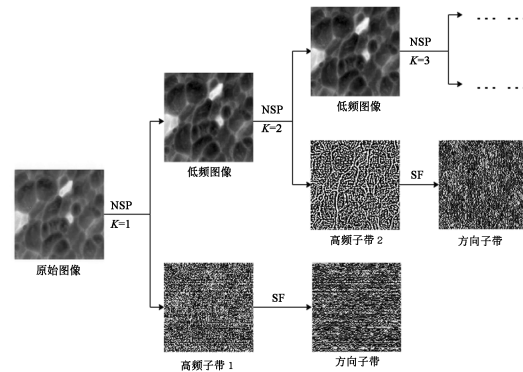 NSP
K=3
… …
… …
低频图像
NSP
K=2
低频图像
NSP
K=1
原始图像
SF
高频子带 2
方向子带
SF
高频子带 1
方向子带